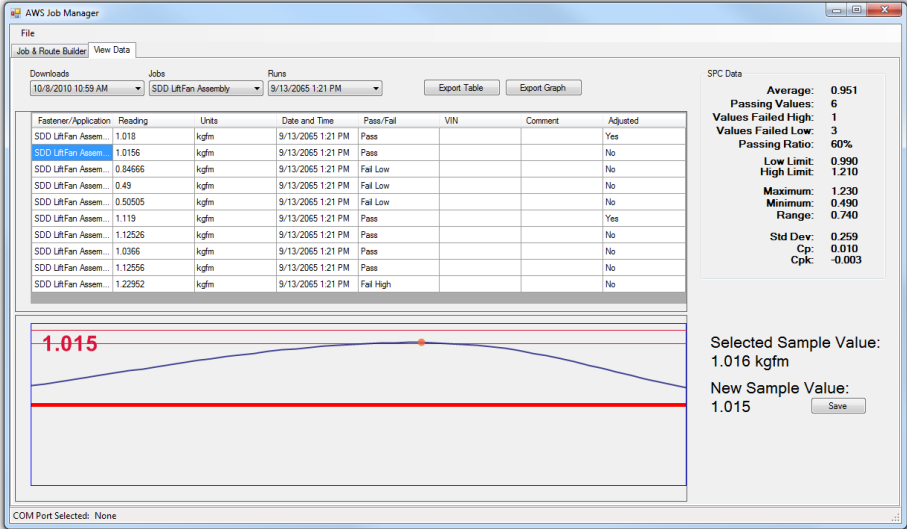 AWS Job Manager
File
Job & Route Builder View Data
Downloads Jobs Runs
10/8/2010 10:59 AM SDD LiftFan Assembly 9/13/2065 1:21 PM Export Table Export Graph
Fastener/Application Reading Units Date and Time Pass/Fail VIN Comment Adjusted
SDD LiftFan Assem... 1.018 kgfm 9/13/2065 1:21 PM Pass Yes
SDD LiftFan Assem... 1.0156 kgfm 9/13/2065 1:21 PM Pass No
SDD LiftFan Assem... 0.84666 kgfm 9/13/2065 1:21 PM Fail Low No
SDD LiftFan Assem... 0.49 kgfm 9/13/2065 1:21 PM Fail Low No
SDD LiftFan Assem... 0.50505 kgfm 9/13/2065 1:21 PM Fail Low No
SDD LiftFan Assem... 1.119 kgfm 9/13/2065 1:21 PM Pass Yes
SDD LiftFan Assem... 1.12526 kgfm 9/13/2065 1:21 PM Pass No
SDD LiftFan Assem... 1.0366 kgfm 9/13/2065 1:21 PM Pass No
SDD LiftFan Assem... 1.12556 kgfm 9/13/2065 1:21 PM Pass No
SDD LiftFan Assem... 1.22952 kgfm 9/13/2065 1:21 PM Fail High No
SPC Data
Average: 0.951
Passing Values: 6
Values Failed High: 1
Values Failed Low: 3
Passing Ratio: 60%
Low Limit: 0.990
High Limit: 1.210
Maximum: 1.230
Minimum: 0.490
Range: 0.740
Std Dev: 0.259
Cp: 0.010
Cpk: -0.003
1.015
Selected Sample Value:
1.016 kgfm
New Sample Value:
1.015 Save
COM Port Selected: None